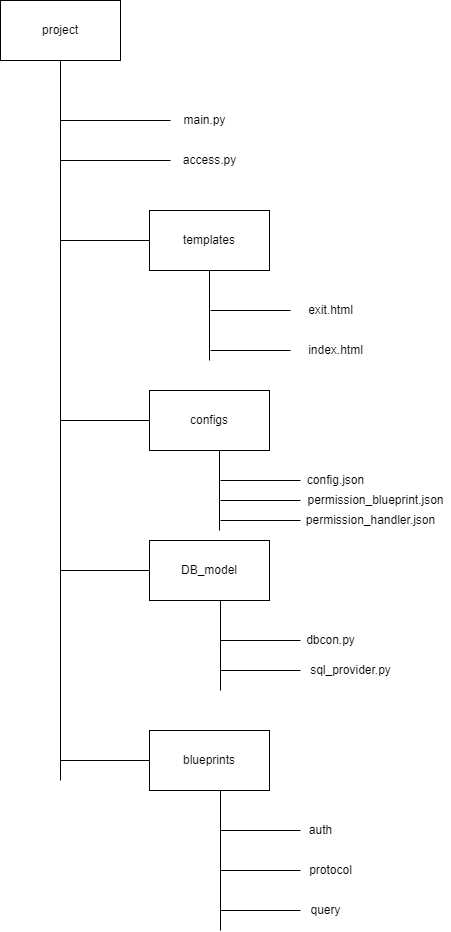 project
main.py
access.py
templates
exit.html
index.html
configs
config.json
permission_blueprint.json
permission_handler.json
DB_model
dbcon.py
sql_provider.py
blueprints
auth
protocol
query